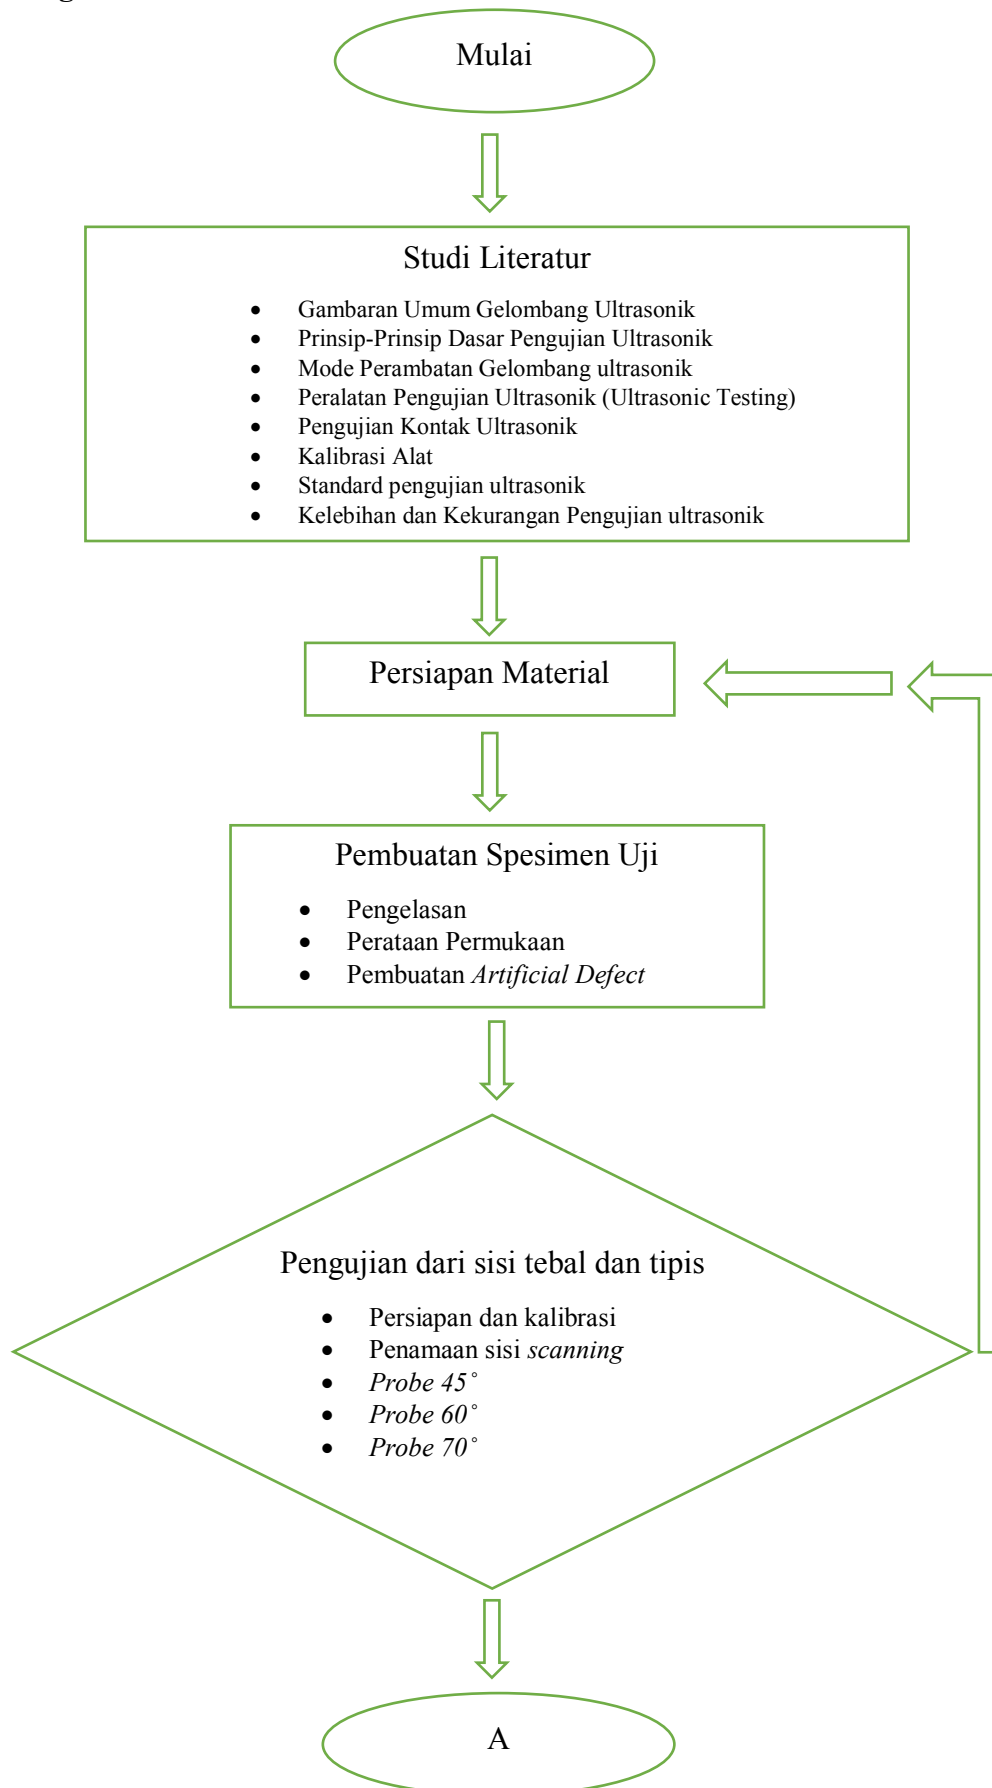 Mulai
Studi Literatur
• Gambaran Umum Gelombang Ultrasonik
• Prinsip-Prinsip Dasar Pengujian Ultrasonik
• Mode Perambatan Gelombang ultrasonik
• Peralatan Pengujian Ultrasonik (Ultrasonic Testing)
• Pengujian Kontak Ultrasonik
• Kalibrasi Alat
• Standard pengujian ultrasonik
• Kelebihan dan Kekurangan Pengujian ultrasonik
Persiapan Material
Pembuatan Spesimen Uji
• Pengelasan
• Perataan Permukaan
• Pembuatan Artificial Defect
Pengujian dari sisi tebal dan tipis
• Persiapan dan kalibrasi
• Penamaan sisi scanning
• Probe 45˚
• Probe 60˚
• Probe 70˚
A